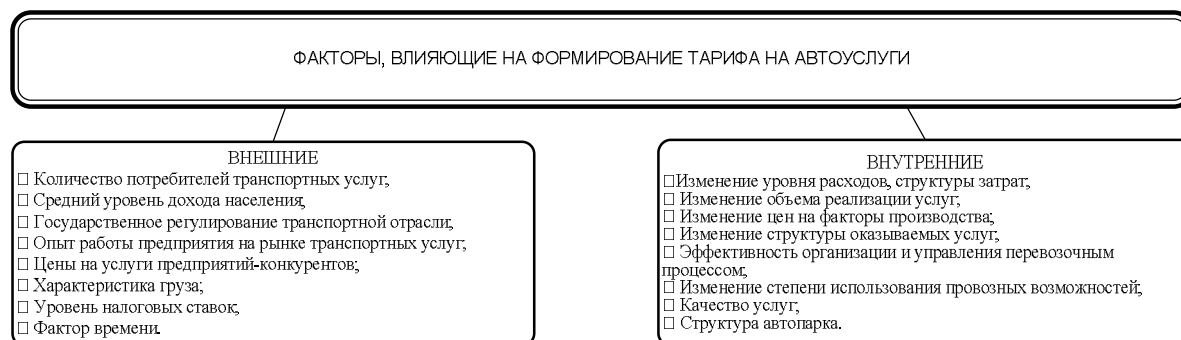 ФАКТОРЫ, ВЛИЯЮЩИЕ НА ФОРМИРОВАНИЕ ТАРИФА НА АВТОУСЛУГИ
ВНЕШНИЕ
□ Количество потребителей транспортных услуг;
□ Средний уровень дохода населения;
□ Государственное регулирование транспортной отрасли;
□ Опыт работы предприятия на рынке транспортных услуг;
□ Цены на услуги предприятий-конкурентов;
□ Характеристика груза;
□ Уровень налоговых ставок;
□ Фактор времени.
ВНУТРЕННИЕ
□Изменение уровня расходов, структуры затрат;
□ Изменение объема реализации услуг;
□ Изменение цен на факторы производства;
□ Изменение структуры оказываемых услуг;
□ Эффективность организации и управления перевозочным
процессом;
□ Изменение степени использования провозных возможностей;
□ Качество услуг;
□ Структура автопарка.